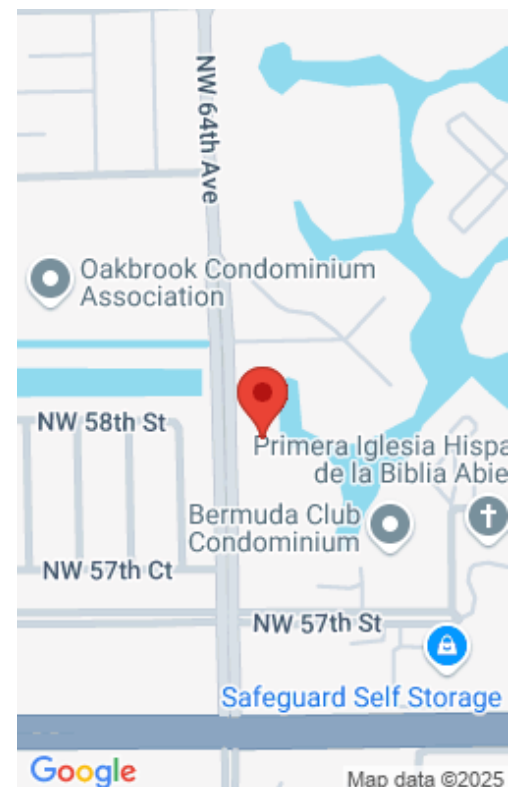 NW 64th Ave
Oakbrook Condominium
Association
NW 58th St
Primera Iglesia Hispa
de la Biblia Abie
Bermuda Club
Condominium
NW 57th Ct
NW 57th St
Safeguard Self Storage
Google
Map data ©2025